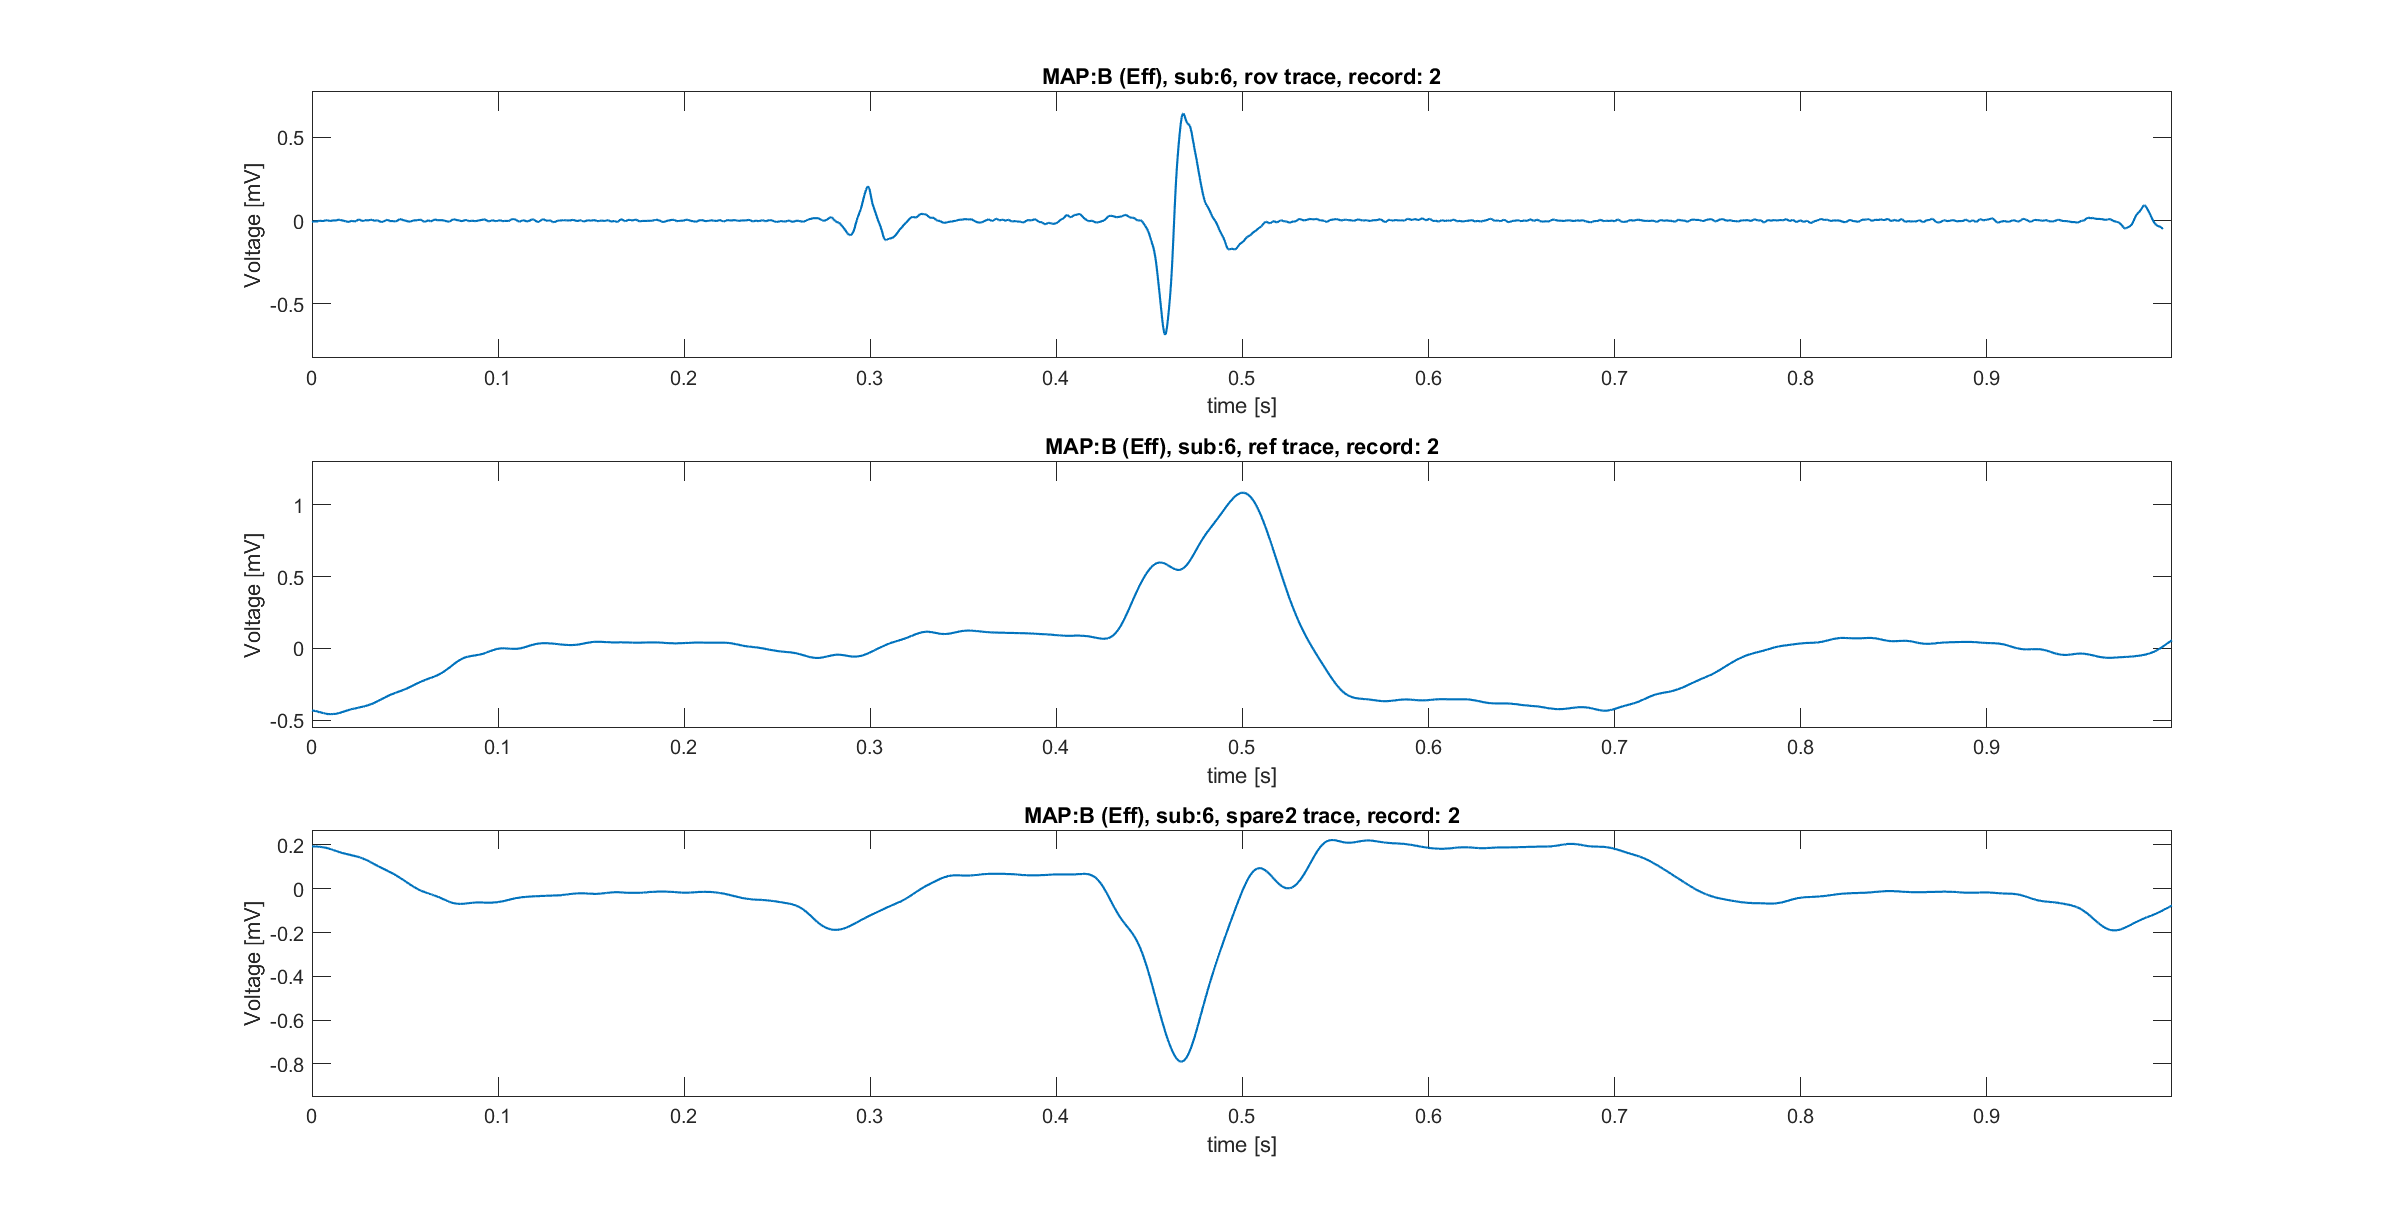 MAP:B (Eff), sub:6, rov trace, record: 2
Voltage [mV]
0.5
0
-0.5
0 0.1 0.2 0.3 0.4 0.5 0.6 0.7 0.8 0.9
time [s]
MAP:B (Eff), sub:6, ref trace, record: 2
Voltage [mV]
1
0.5
0
-0.5
0 0.1 0.2 0.3 0.4 0.5 0.6 0.7 0.8 0.9
time [s]
MAP:B (Eff), sub:6, spare2 trace, record: 2
Voltage [mV]
0.2
0
-0.2
-0.4
-0.6
-0.8
0 0.1 0.2 0.3 0.4 0.5 0.6 0.7 0.8 0.9
time [s]